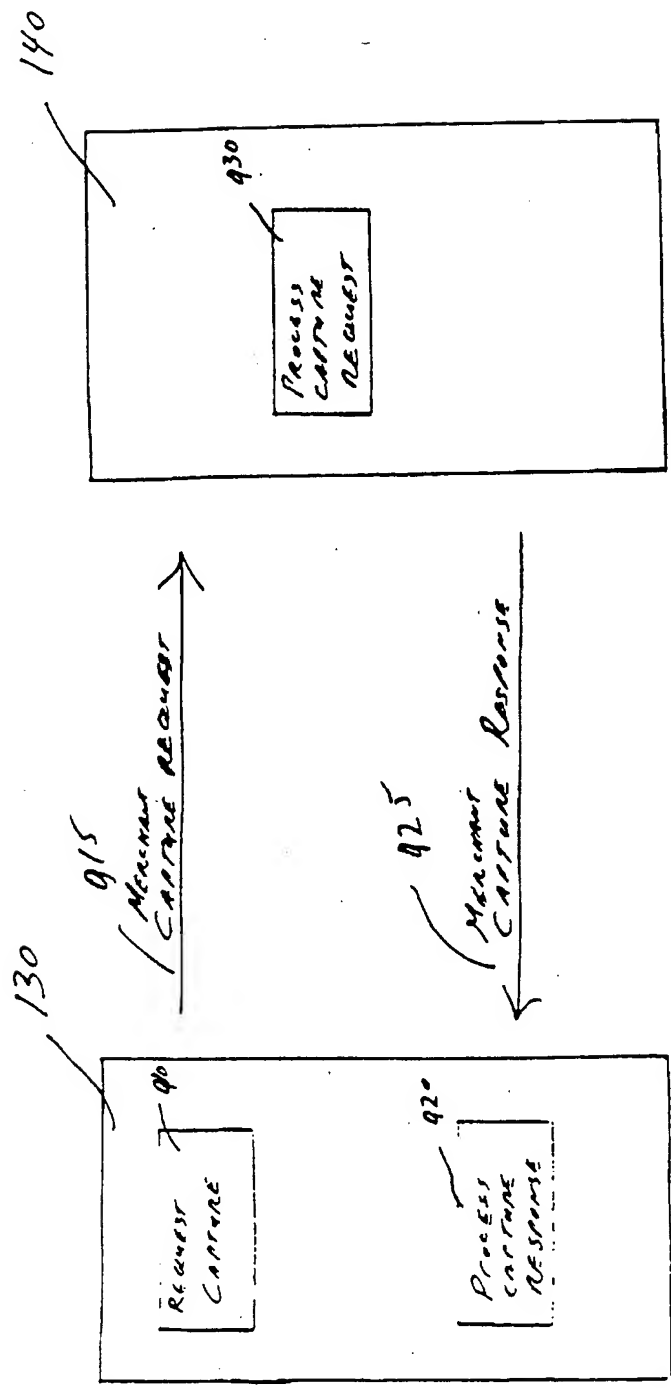 130
REQUEST
CAPTURE
910
PROCESS
CAPTURE
RESPONSE
920
915
MERCHANT
CAPTURE REQUEST
925
MERCHANT
CAPTURE RESPONSE
140
PROCESS
CAPTURE
REQUEST
930